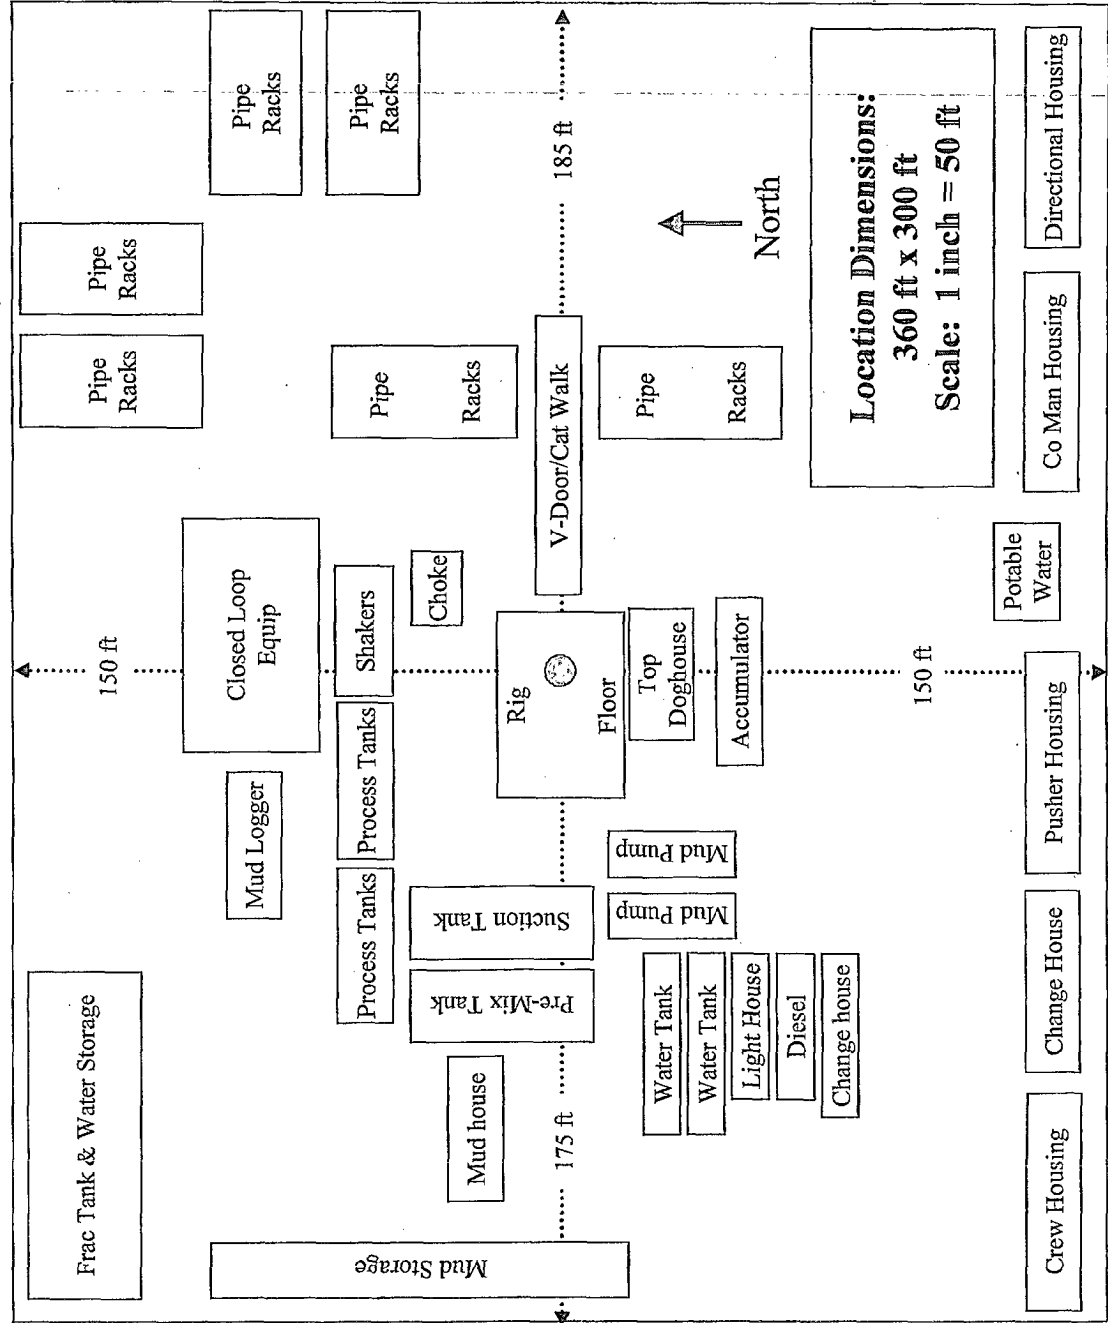 Frac Tank & Water Storage
Mud Logger
Closed Loop
Equip
150 ft
Pipe
Racks
Pipe
Racks
Pipe
Racks
Pipe
Racks
Process Tanks
Process Tanks
Shakers
Choke
Pipe
Racks
Mud Storage
Mud house
Pre-Mix Tank
Suction Tank
Rig
Floor
V-Door/Cat Walk
175 ft
185 ft
Mud Pump
Mud Pump
Top
Doghouse
Accumulator
Pipe
Racks
North
Water Tank
Water Tank
Light House
Diesel
Change house
150 ft
Location Dimensions:
360 ft x 300 ft
Scale: 1 inch = 50 ft
Crew Housing
Change House
Pusher Housing
Potable
Water
Co Man Housing
Directional Housing